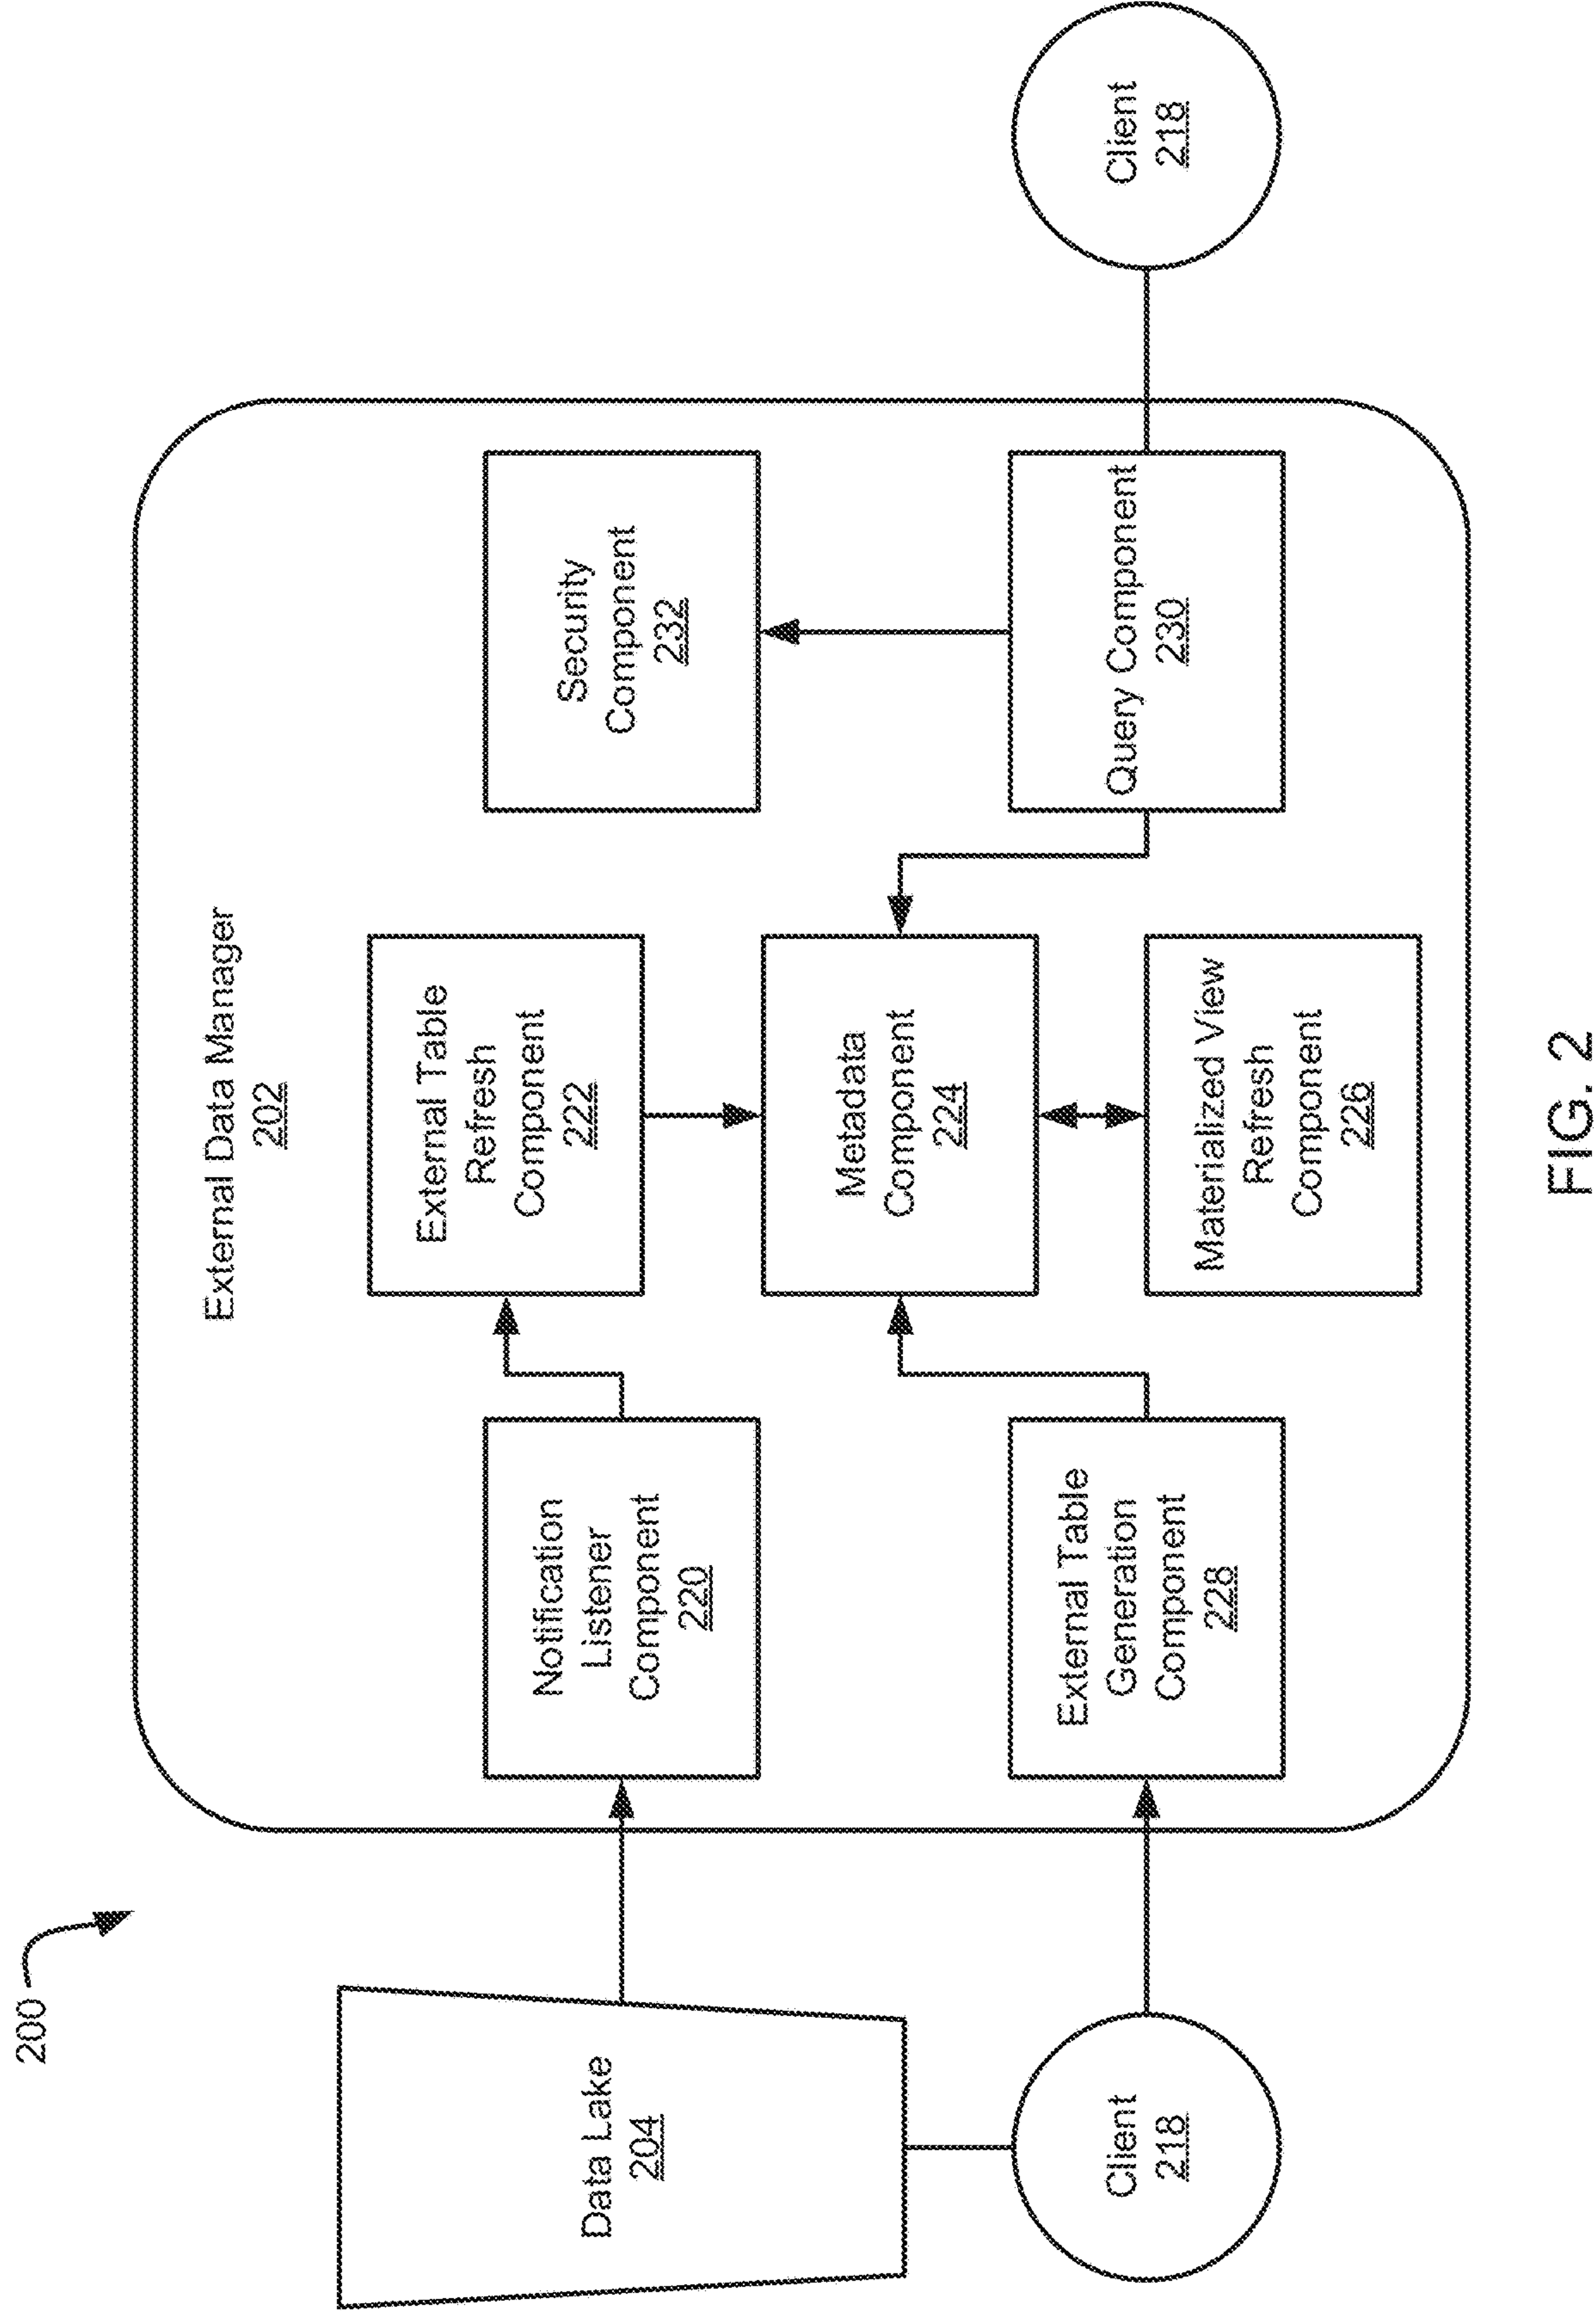 200
External Data Manager
202
Data Lake
204
Client
218
Notification
Listener
Component
220
External Table
Generation
Component
228
External Table
Refresh
Component
222
Metadata
Component
224
Materialized View
Refresh
Component
226
Security
Component
232
Query Component
230
Client
218
FIG. 2